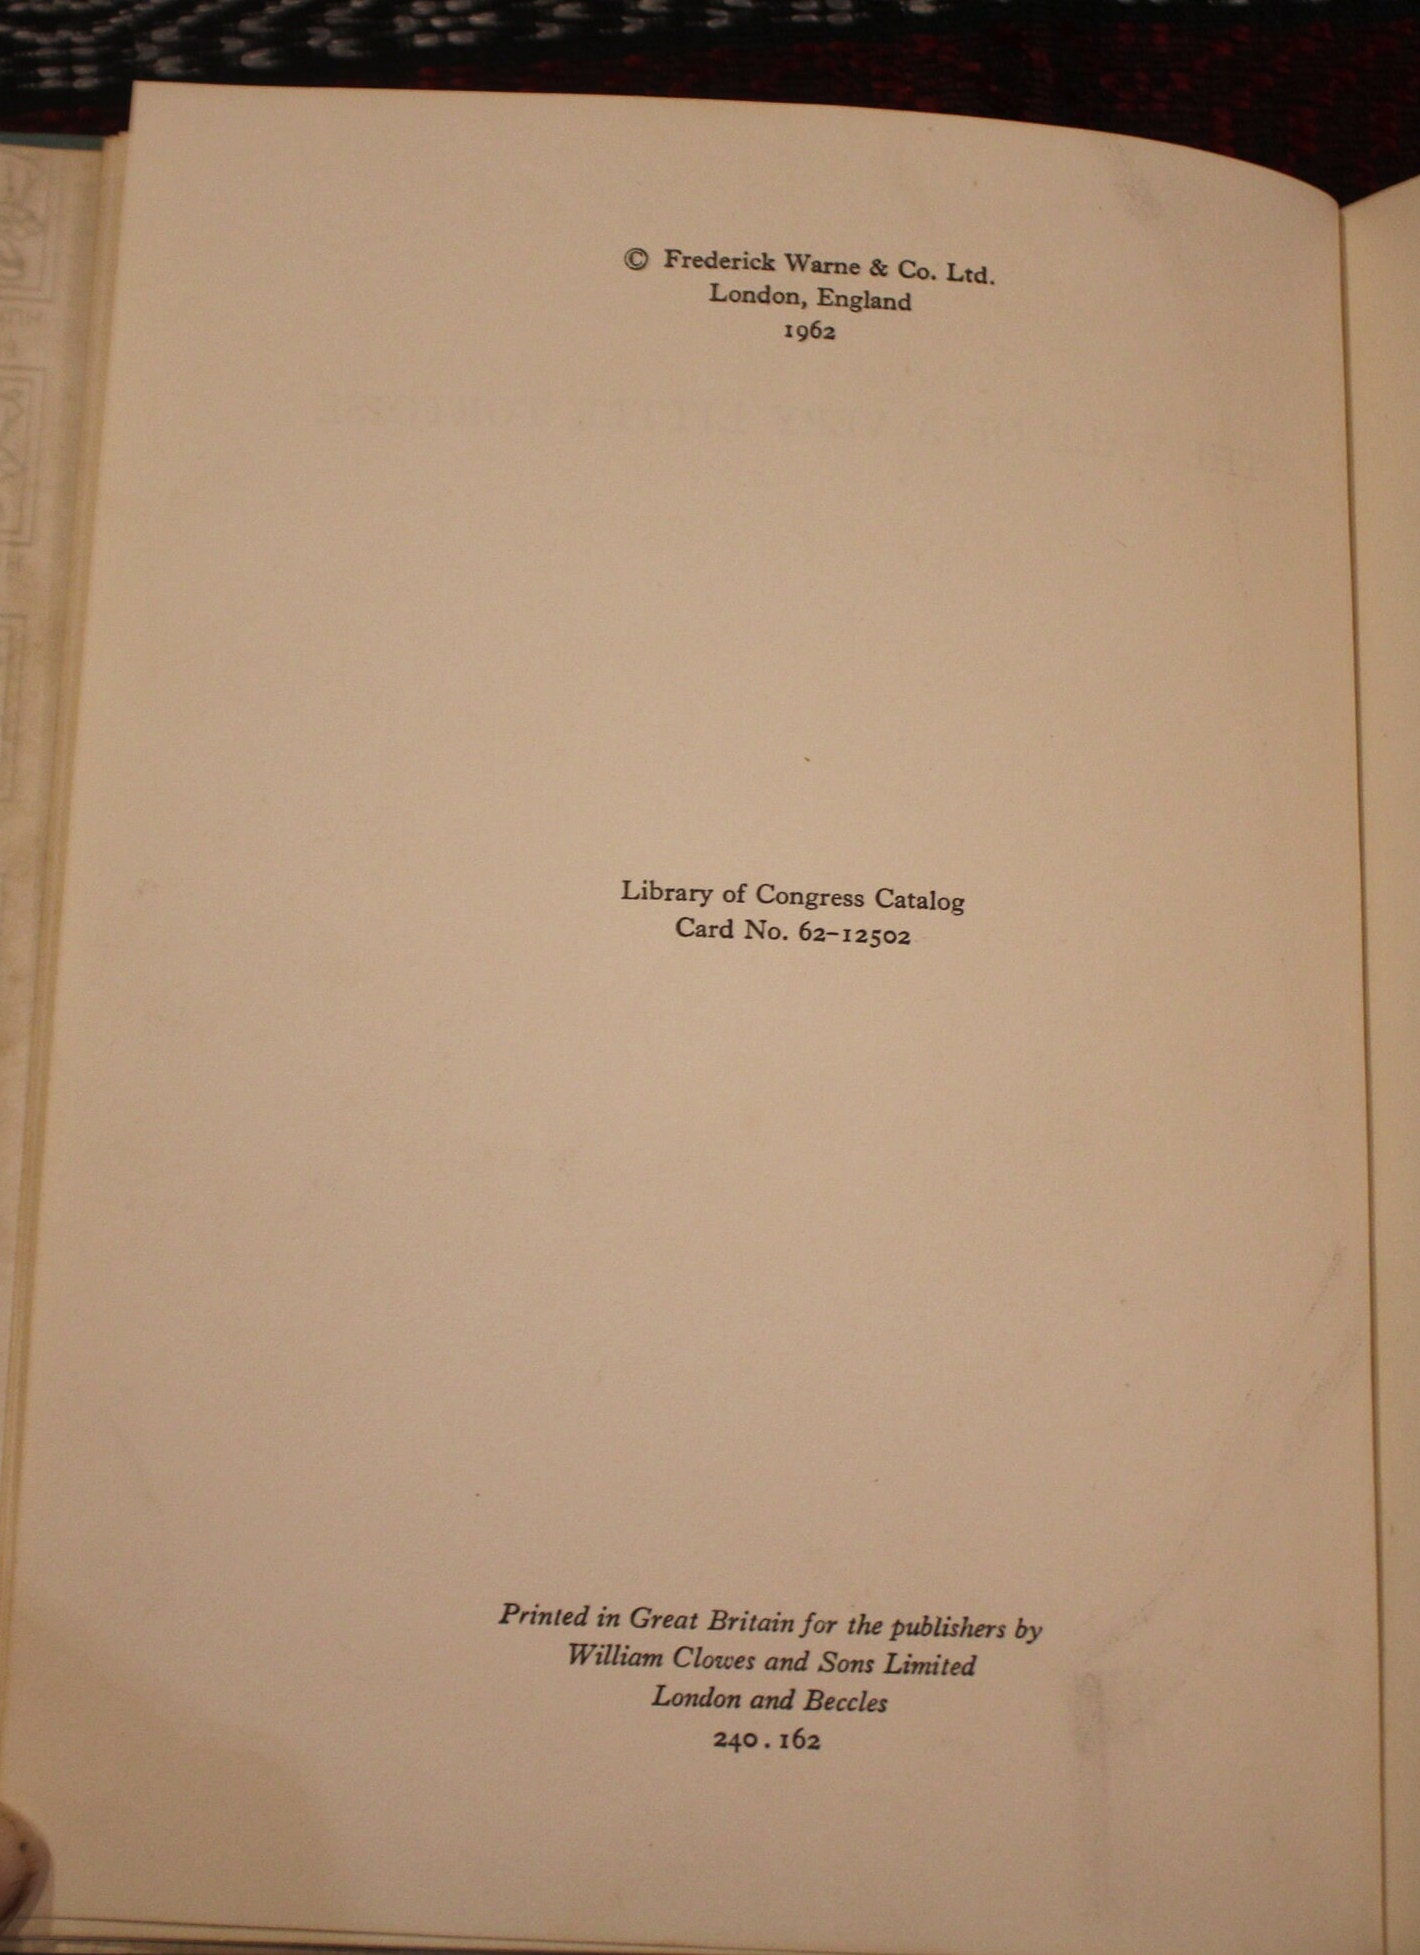 © Frederick Warne & Co. Ltd.
London, England
1962
Library of Congress Catalog
Card No. 62–12502
Printed in Great Britain for the publishers by
William Clowes and Sons Limited
London and Beccles
240.162